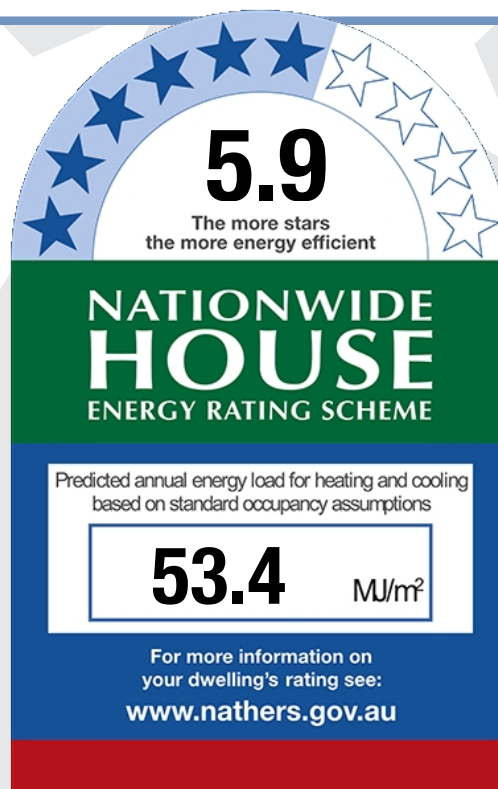 5.9
The more stars
the more energy efficient
NATIONWIDE
HOUSE
ENERGY RATING SCHEME
Predicted annual energy load for heating and cooling
based on standard occupancy assumptions
53.4 MJ/m²
For more information on
your dwelling's rating see:
www.nathers.gov.au